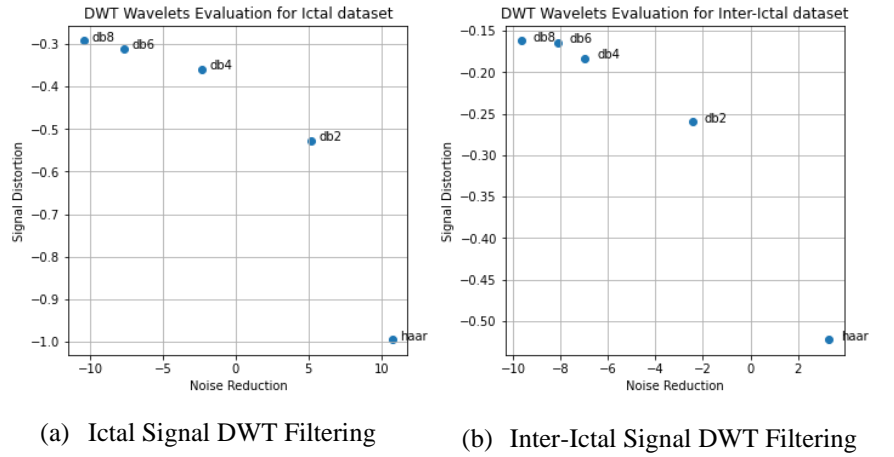 DWT Wavelets Evaluation for Ictal dataset
db8
db6
db4
db2
haar
−0.3
−0.4
−0.5
−0.6
−0.7
−0.8
−0.9
−1.0
Signal Distortion
−10
−5
0
5
10
Noise Reduction
(a) Ictal Signal DWT Filtering
DWT Wavelets Evaluation for Inter-Ictal dataset
db8
db6
db4
db2
haar
−0.15
−0.20
−0.25
−0.30
−0.35
−0.40
−0.45
−0.50
Signal Distortion
−10
−8
−6
−4
−2
0
2
Noise Reduction
(b) Inter-Ictal Signal DWT Filtering